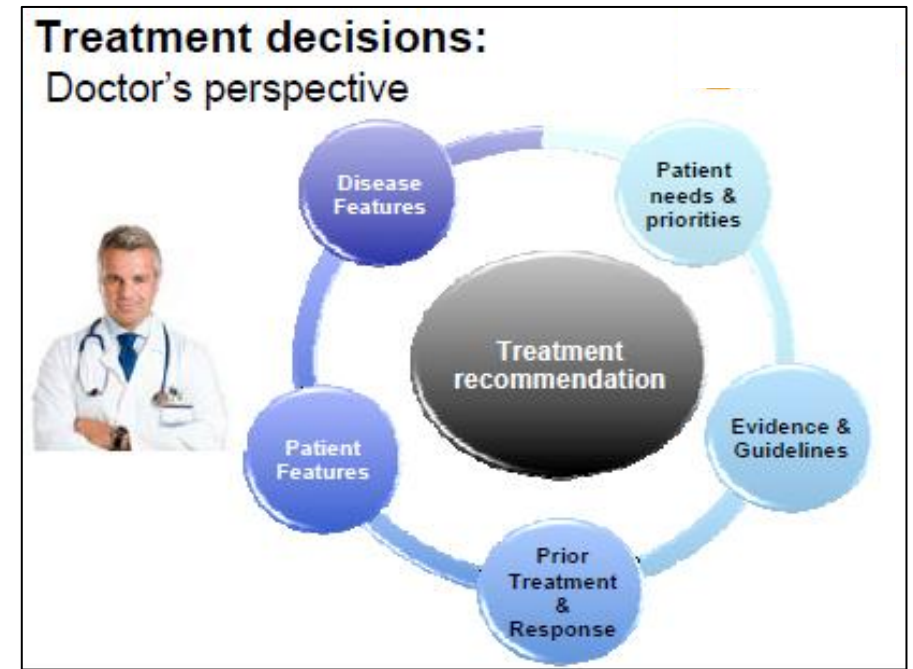 Treatment decisions:
Doctor’s perspective
Disease
Features
Patient
needs &
priorities
Treatment
recommendation
Evidence &
Guidelines
Patient
Features
Prior
Treatment
&
Response